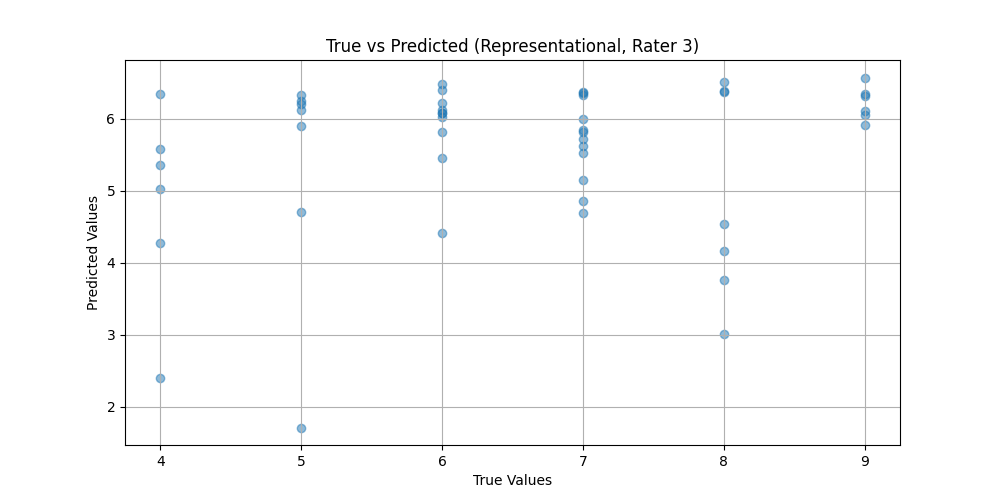 True vs Predicted (Representational, Rater 3)
Predicted Values
6
5
4
3
2
4 5 6 7 8 9
True Values